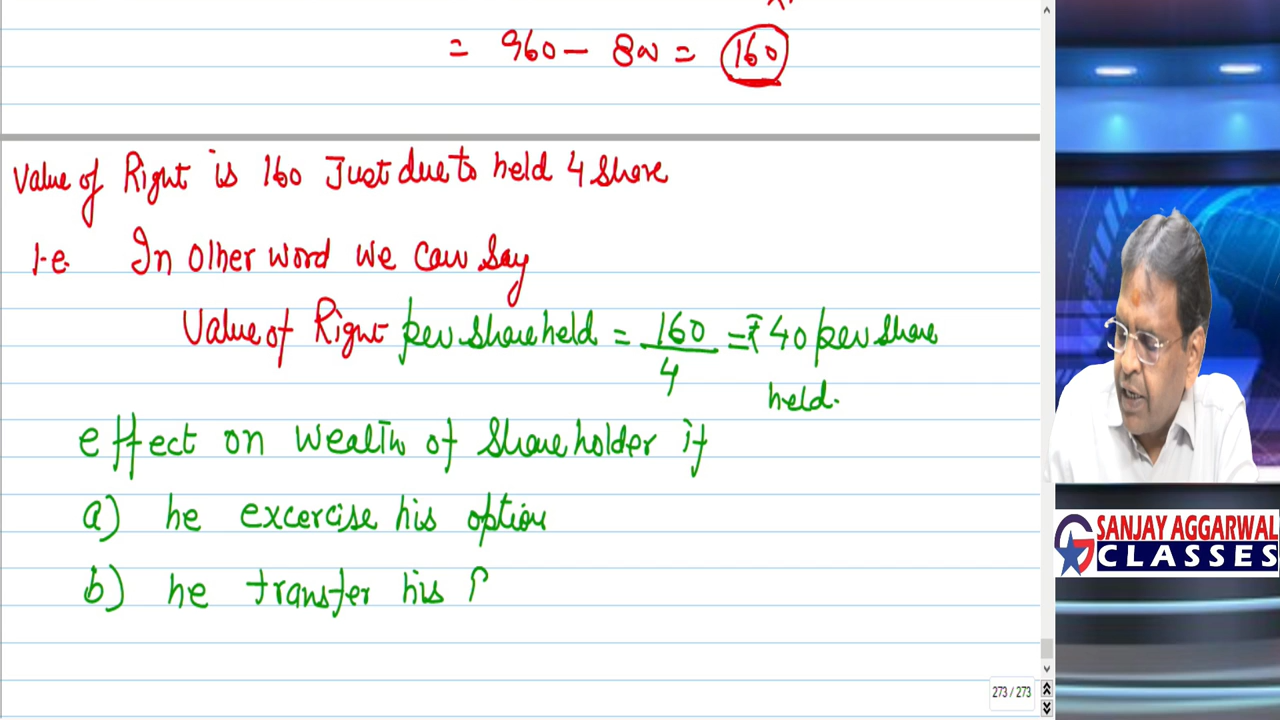 = 960 - 800 = 160
Value of Right is 160 Just due to held 4 Share
i.e. In other word we can say
Value of Right per share held = 160/4 = ₹ 40 per share
held.
effect on wealth of Shareholder if
a) he excercise his option
b) he transfer his
SANJAY AGGARWAL
CLASSES
273 / 273